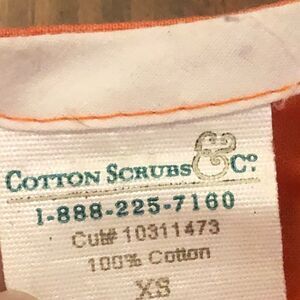 COTTON SCRUBS & Co.
1-888-225-7160
Cut# 10311473
100% Cotton
XS